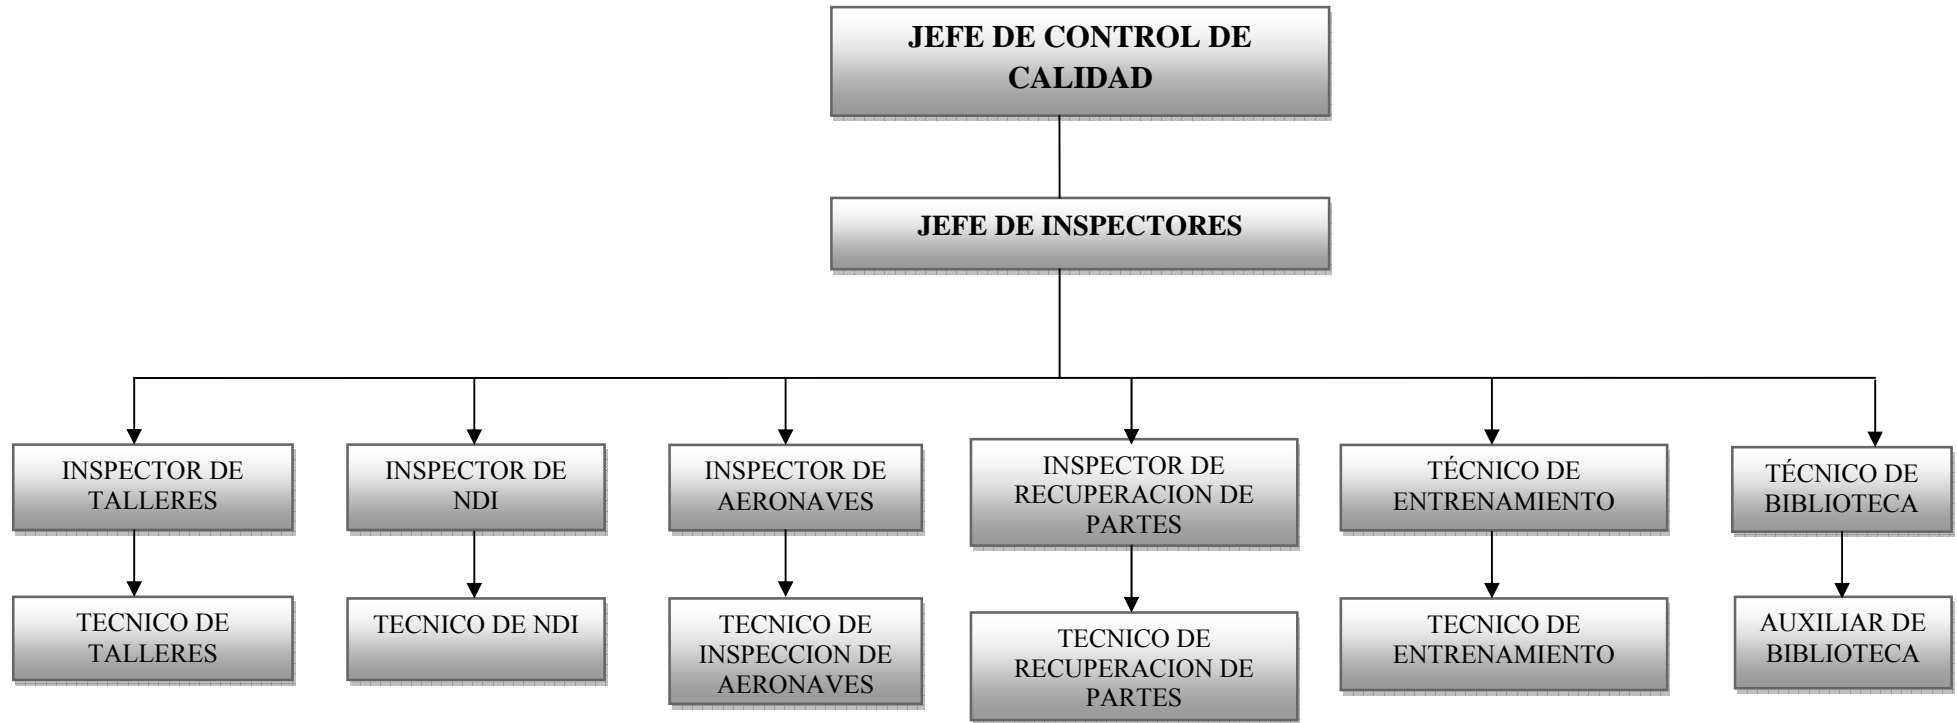 JEFE DE CONTROL DE
CALIDAD
JEFE DE INSPECTORES
INSPECTOR DE
TALLERES
INSPECTOR DE
NDI
INSPECTOR DE
AERONAVES
INSPECTOR DE
RECUPERACION DE
PARTES
TÉCNICO DE
ENTRENAMIENTO
TÉCNICO DE
BIBLIOTECA
TECNICO DE
TALLERES
TECNICO DE NDI
TECNICO DE
INSPECCION DE
AERONAVES
TECNICO DE
RECUPERACION DE
PARTES
TECNICO DE
ENTRENAMIENTO
AUXILIAR DE
BIBLIOTECA